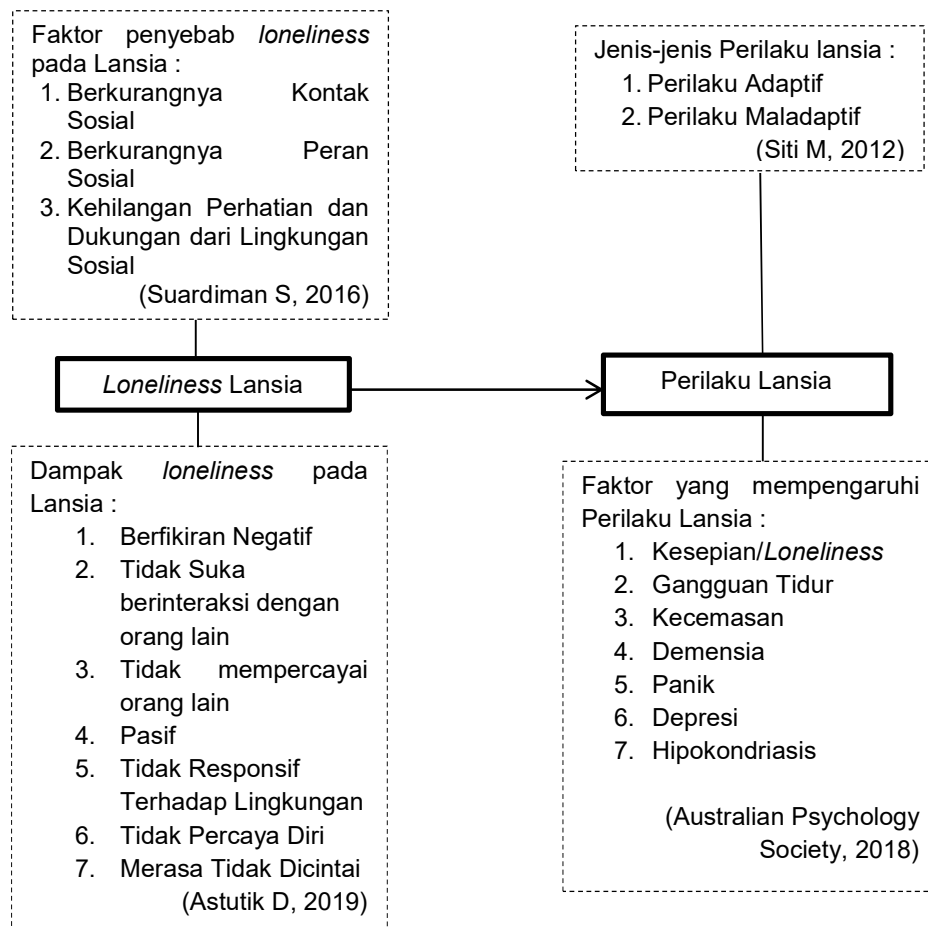 Faktor penyebab loneliness
pada Lansia :
1. Berkurangnya Kontak
Sosial
2. Berkurangnya Peran
Sosial
3. Kehilangan Perhatian dan
Dukungan dari Lingkungan
Sosial
(Suardiman S, 2016)
Jenis-jenis Perilaku lansia :
1. Perilaku Adaptif
2. Perilaku Maladaptif
(Siti M, 2012)
Loneliness Lansia
Perilaku Lansia
Dampak loneliness pada
Lansia :
1. Berfikiran Negatif
2. Tidak Suka
berinteraksi dengan
orang lain
3. Tidak mempercayai
orang lain
4. Pasif
5. Tidak Responsif
Terhadap Lingkungan
6. Tidak Percaya Diri
7. Merasa Tidak Dicintai
(Astutik D, 2019)
Faktor yang mempengaruhi
Perilaku Lansia :
1. Kesepian/Loneliness
2. Gangguan Tidur
3. Kecemasan
4. Demensia
5. Panik
6. Depresi
7. Hipokondriasis
(Australian Psychology
Society, 2018)